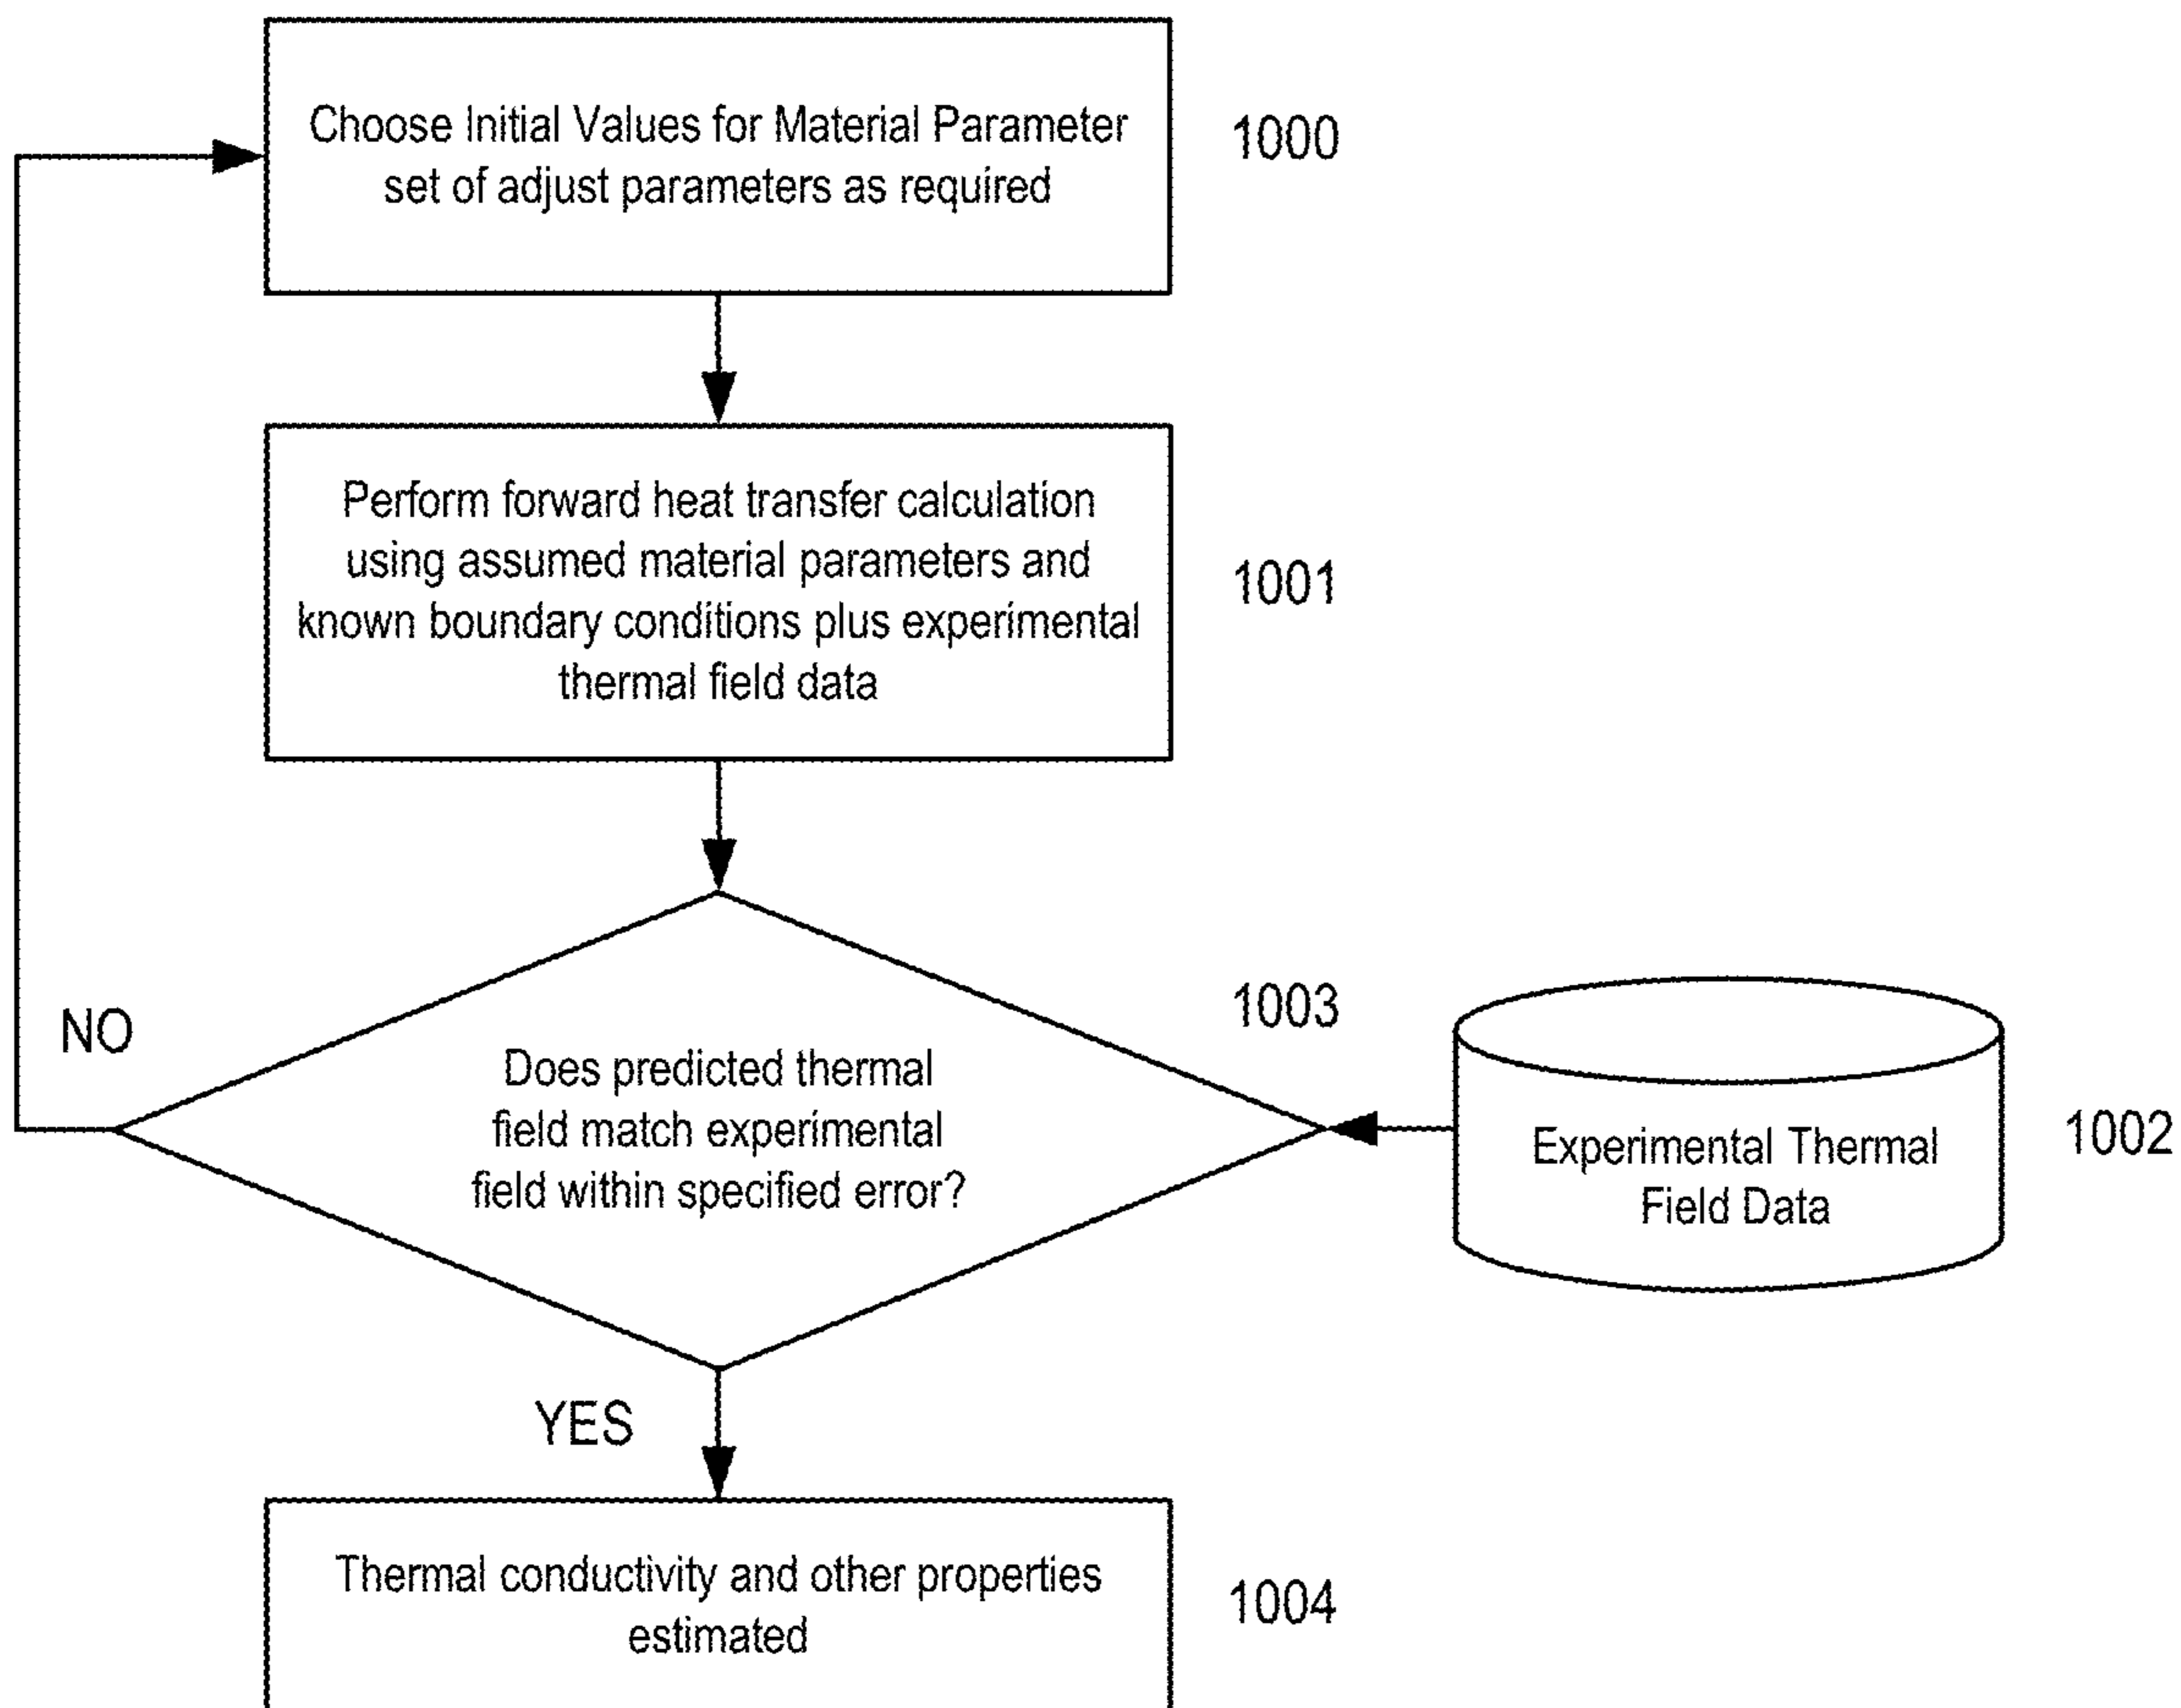 Choose Initial Values for Material Parameter
set of adjust parameters as required
1000
Perform forward heat transfer calculation
using assumed material parameters and
known boundary conditions plus experimental
thermal field data
1001
NO
Does predicted thermal
field match experimental
field within specified error?
1003
Experimental Thermal
Field Data
1002
YES
Thermal conductivity and other properties
estimated
1004